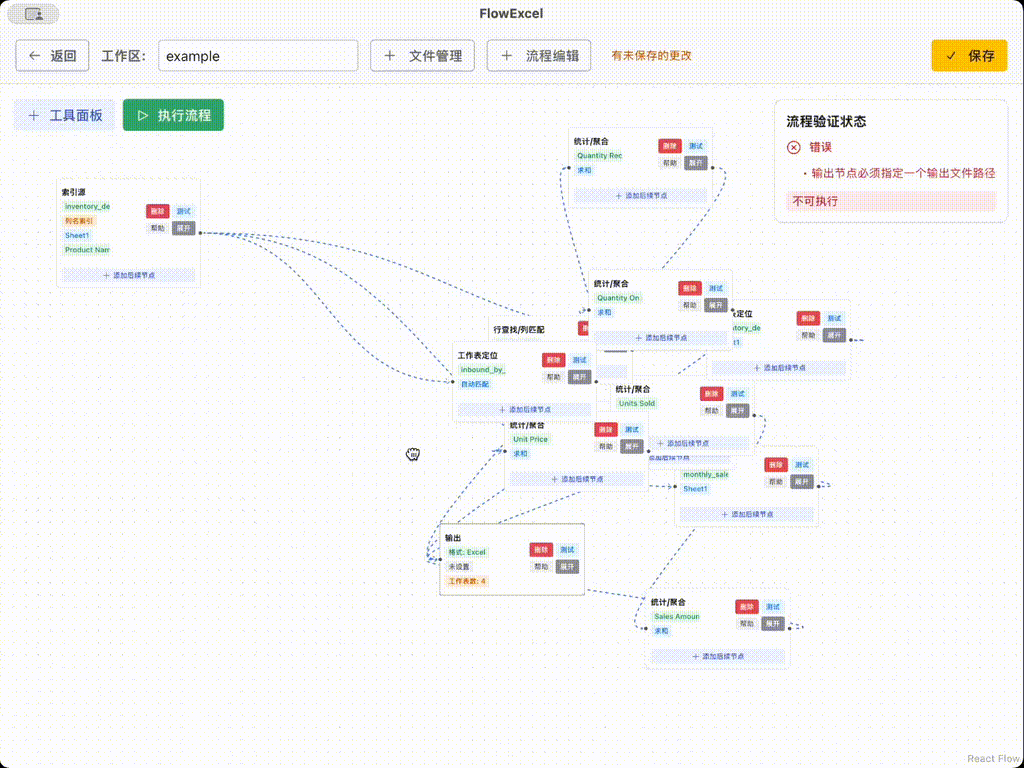 FlowExcel
返回
工作区:
example
文件管理
流程编辑
有未保存的更改
保存
工具面板
执行流程
流程验证状态
错误
• 输出节点必须指定一个输出文件路径
不可执行
索引源
inventory_de
列名索引
Sheet1
Product Nam
删除
测试
帮助
展开
+ 添加后续节点
统计/聚合
Quantity Rec
求和
删除
测试
帮助
展开
+ 添加后续节点
统计/聚合
Quantity On
求和
删除
测试
帮助
展开
+ 添加后续节点
定位
tory_de
t1
删除
测试
帮助
展开
+ 添加后续节点
行查找/列匹配
工作表定位
inbound_by_
自动匹配
删除
测试
帮助
展开
+ 添加后续节点
统计/聚合
Units Sold
删除
测试
帮助
展开
+ 添加后续节点
统计/聚合
Unit Price
求和
删除
测试
帮助
展开
+ 添加后续节点
添加后续节点
monthly_sale
Sheet1
删除
测试
帮助
展开
+ 添加后续节点
输出
格式: Excel
未设置
工作表数: 4
删除
测试
帮助
展开
统计/聚合
Sales Amoun
求和
删除
测试
帮助
展开
+ 添加后续节点
React Flow